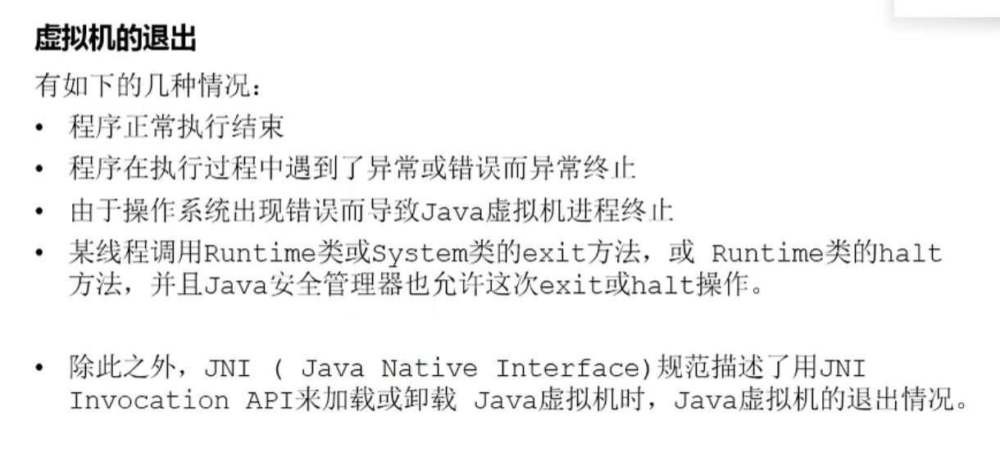 虚拟机的退出
有如下的几种情况：
• 程序正常执行结束
• 程序在执行过程中遇到了异常或错误而异常终止
• 由于操作系统出现错误而导致Java虚拟机进程终止
• 某线程调用Runtime类或System类的exit方法，或 Runtime类的halt
方法，并且Java安全管理器也允许这次exit或halt操作。
• 除此之外，JNI ( Java Native Interface)规范描述了用JNI
Invocation API来加载或卸载 Java虚拟机时，Java虚拟机的退出情况。